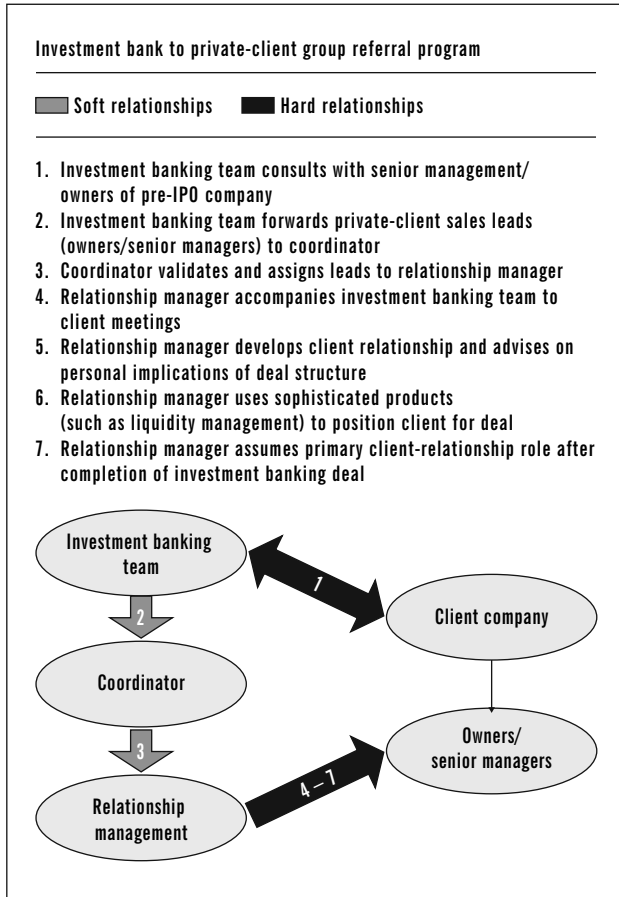 Investment bank to private-client group referral program
Soft relationships Hard relationships
1. Investment banking team consults with senior management/
owners of pre-IPO company
2. Investment banking team forwards private-client sales leads
(owners/senior managers) to coordinator
3. Coordinator validates and assigns leads to relationship manager
4. Relationship manager accompanies investment banking team to
client meetings
5. Relationship manager develops client relationship and advises on
personal implications of deal structure
6. Relationship manager uses sophisticated products
(such as liquidity management) to position client for deal
7. Relationship manager assumes primary client-relationship role after
completion of investment banking deal
Investment banking
team
1
2
Client company
Coordinator
3
Owners/
senior managers
4–7
Relationship
management